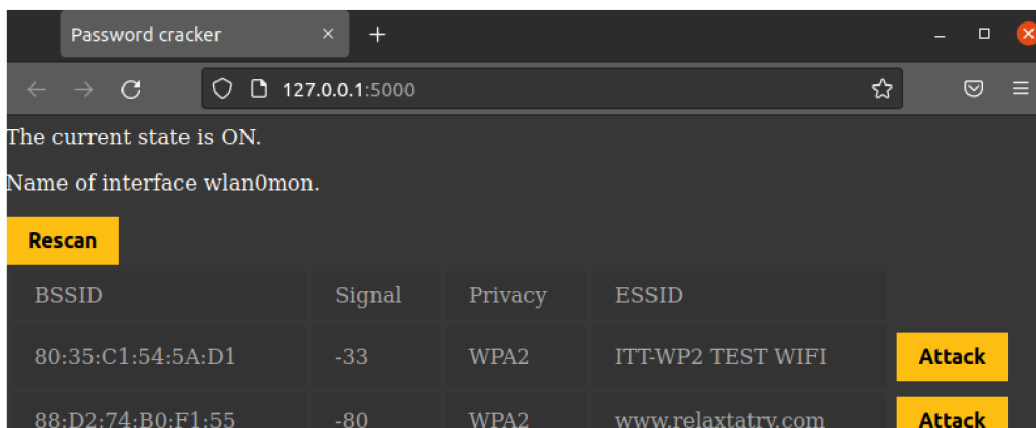 Password cracker
127.0.0.1:5000
The current state is ON.
Name of interface wlan0mon.
Rescan
BSSID Signal Privacy ESSID
80:35:C1:54:5A:D1 -33 WPA2 ITT-WP2 TEST WIFI Attack
88:D2:74:B0:F1:55 -80 WPA2 www.relaxtatry.com Attack